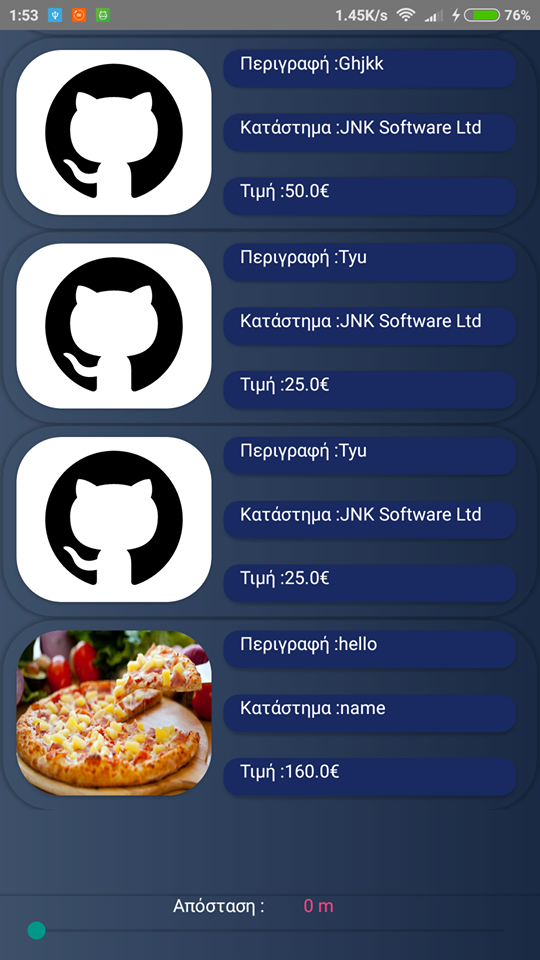 1:53
1.45K/s
76%
Περιγραφή :Ghjkk
Κατάστημα :JNK Software Ltd
Τιμή :50.0€
Περιγραφή :Tyu
Κατάστημα :JNK Software Ltd
Τιμή :25.0€
Περιγραφή :Tyu
Κατάστημα :JNK Software Ltd
Τιμή :25.0€
Περιγραφή :hello
Κατάστημα :name
Τιμή :160.0€
Απόσταση : 0 m